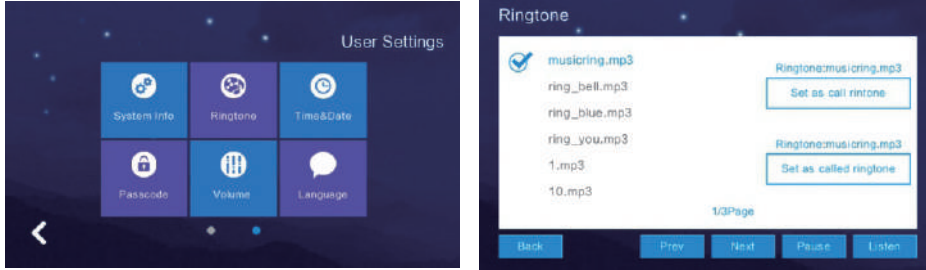 User Settings
System Info
Ringtone
Time&Date
Passcode
Volume
Language
Ringtone
musicring.mp3
ring_bell.mp3
ring_blue.mp3
ring_you.mp3
1.mp3
10.mp3
Ringtone:musicring.mp3
Set as call rintone
Ringtone:musicring.mp3
Set as called ringtone
1/3Page
Back
Prev
Next
Pause
Listen